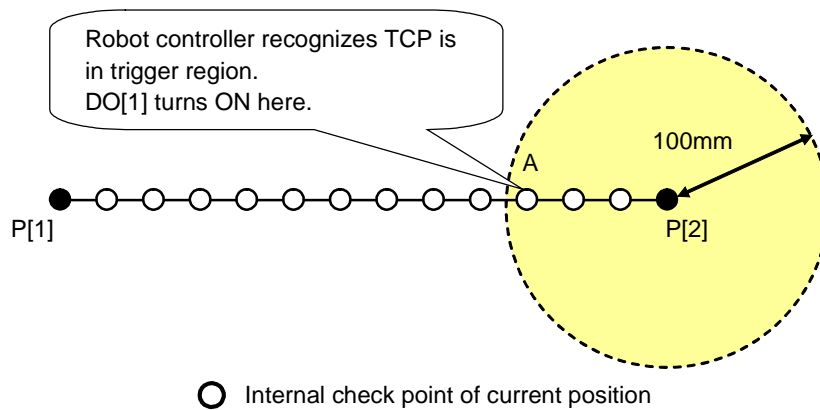 Robot controller recognizes TCP is
in trigger region.
DO[1] turns ON here.
100mm
A
P[1]
P[2]
Internal check point of current position